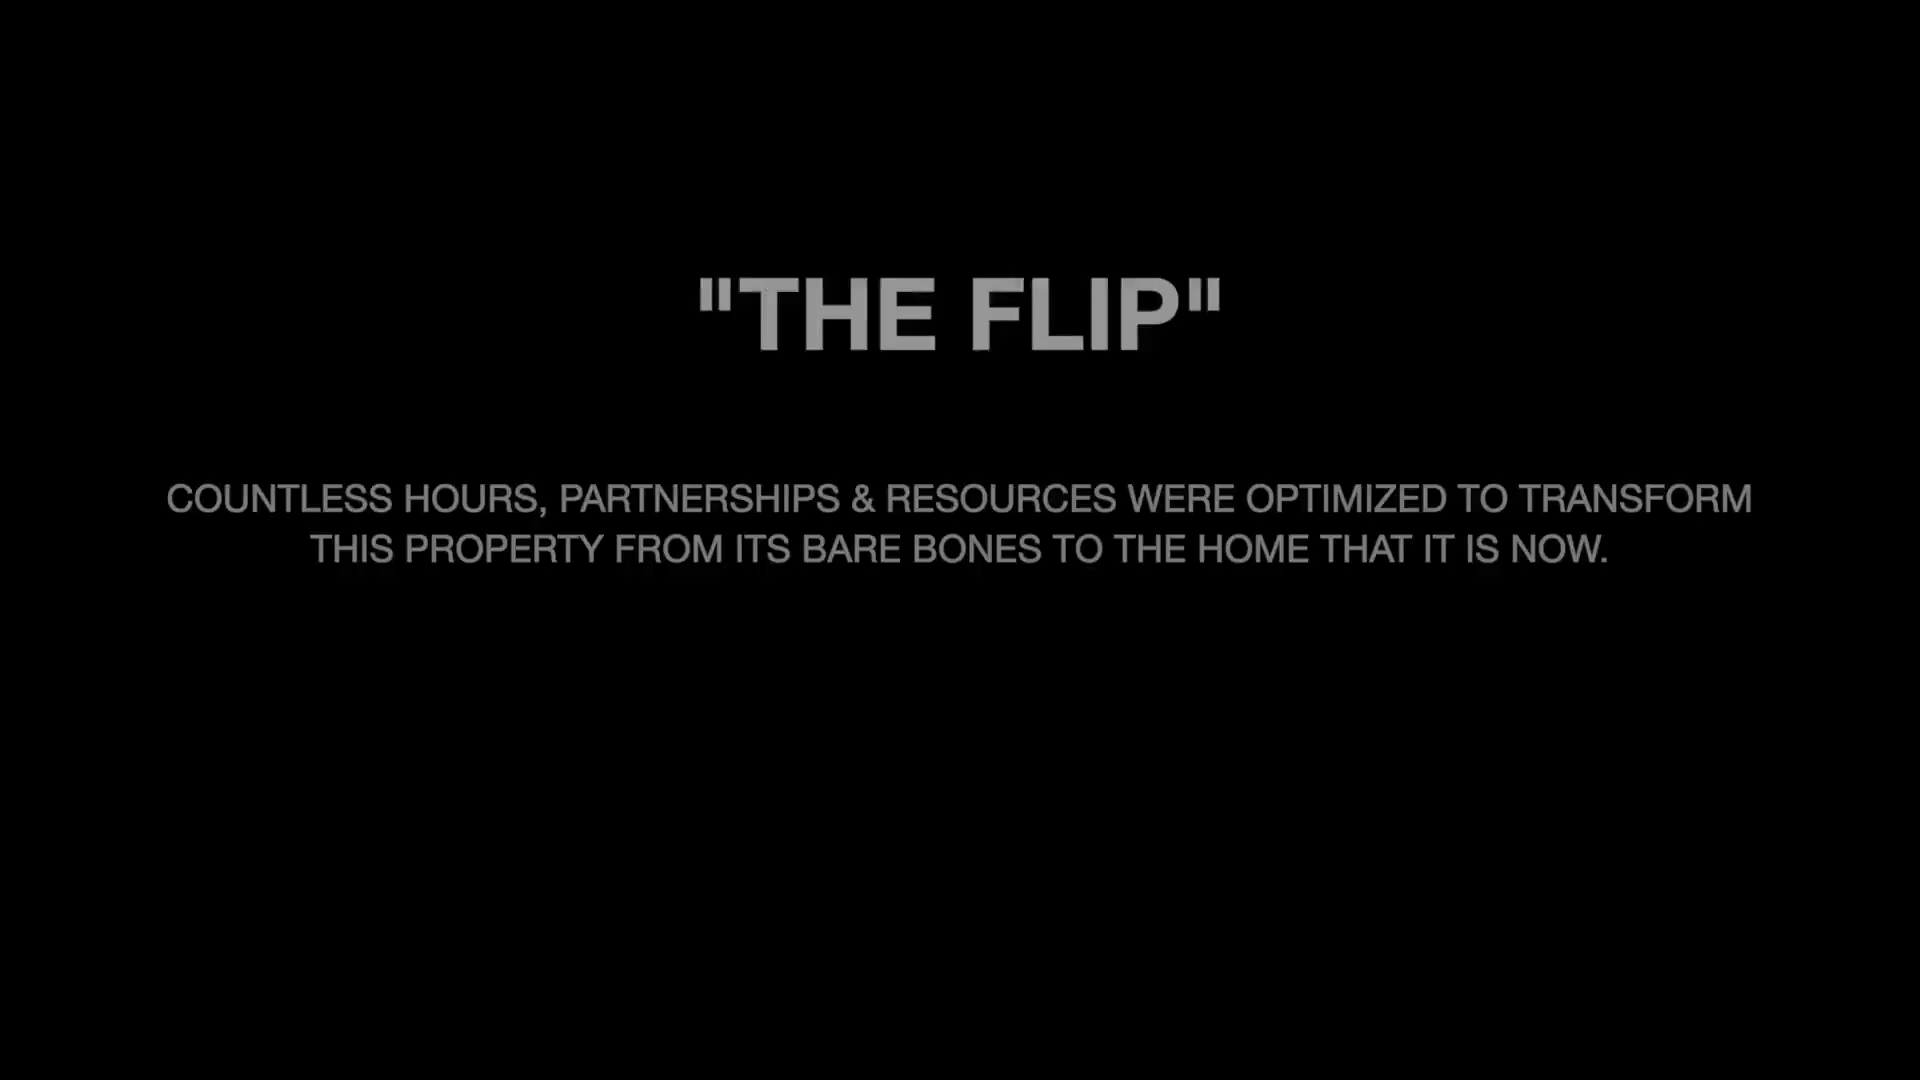 "THE FLIP"
COUNTLESS HOURS, PARTNERSHIPS & RESOURCES WERE OPTIMIZED TO TRANSFORM
THIS PROPERTY FROM ITS BARE BONES TO THE HOME THAT IT IS NOW.